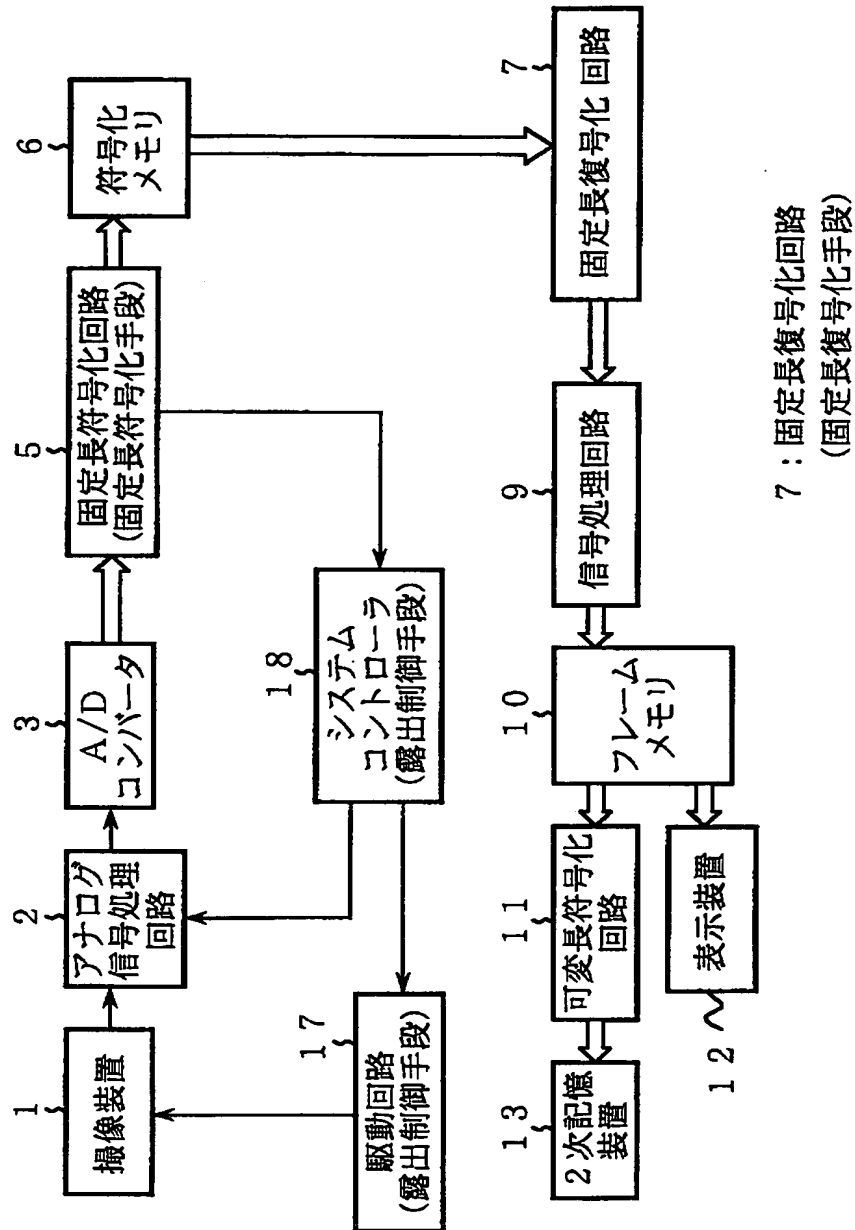 1
撮像装置
2
アナログ
信号処理
回路
3
A/D
コンバータ
5
固定長符号化回路
(固定長符号化手段)
6
符号化
メモリ
17
駆動回路
(露出制御手段)
18
システム
コントローラ
(露出制御手段)
7
固定長復号化 回路
9
信号処理回路
10
フレーム
メモリ
11
可変長符号化
回路
12
表示装置
13
2次記憶
装置
7:固定長復号化回路
(固定長復号化手段)